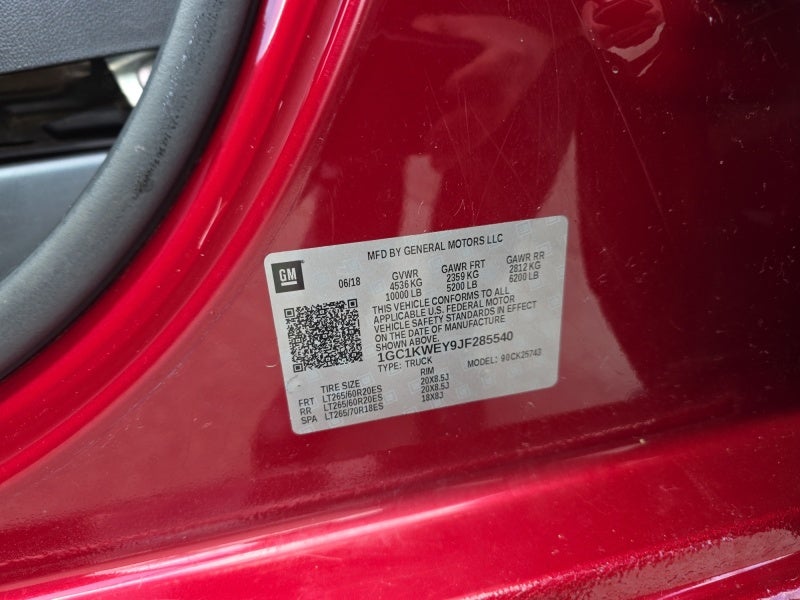 MFD BY GENERAL MOTORS LLC
GM
06/18
GVWR GAWR FRT GAWR RR
4536 KG 2359 KG 2812 KG
10000 LB 5200 LB 6200 LB
THIS VEHICLE CONFORMS TO ALL
APPLICABLE U.S. FEDERAL MOTOR
VEHICLE SAFETY STANDARDS IN EFFECT
ON THE DATE OF MANUFACTURE
SHOWN ABOVE.
1GC1KWEY9JF285540
TYPE: TRUCK MODEL: 90CK25743
TIRE SIZE RIM
FRT LT265/60R20ES 20X8.5J
RR LT265/60R20ES 20X8.5J
SPA LT265/70R18ES 18X8J